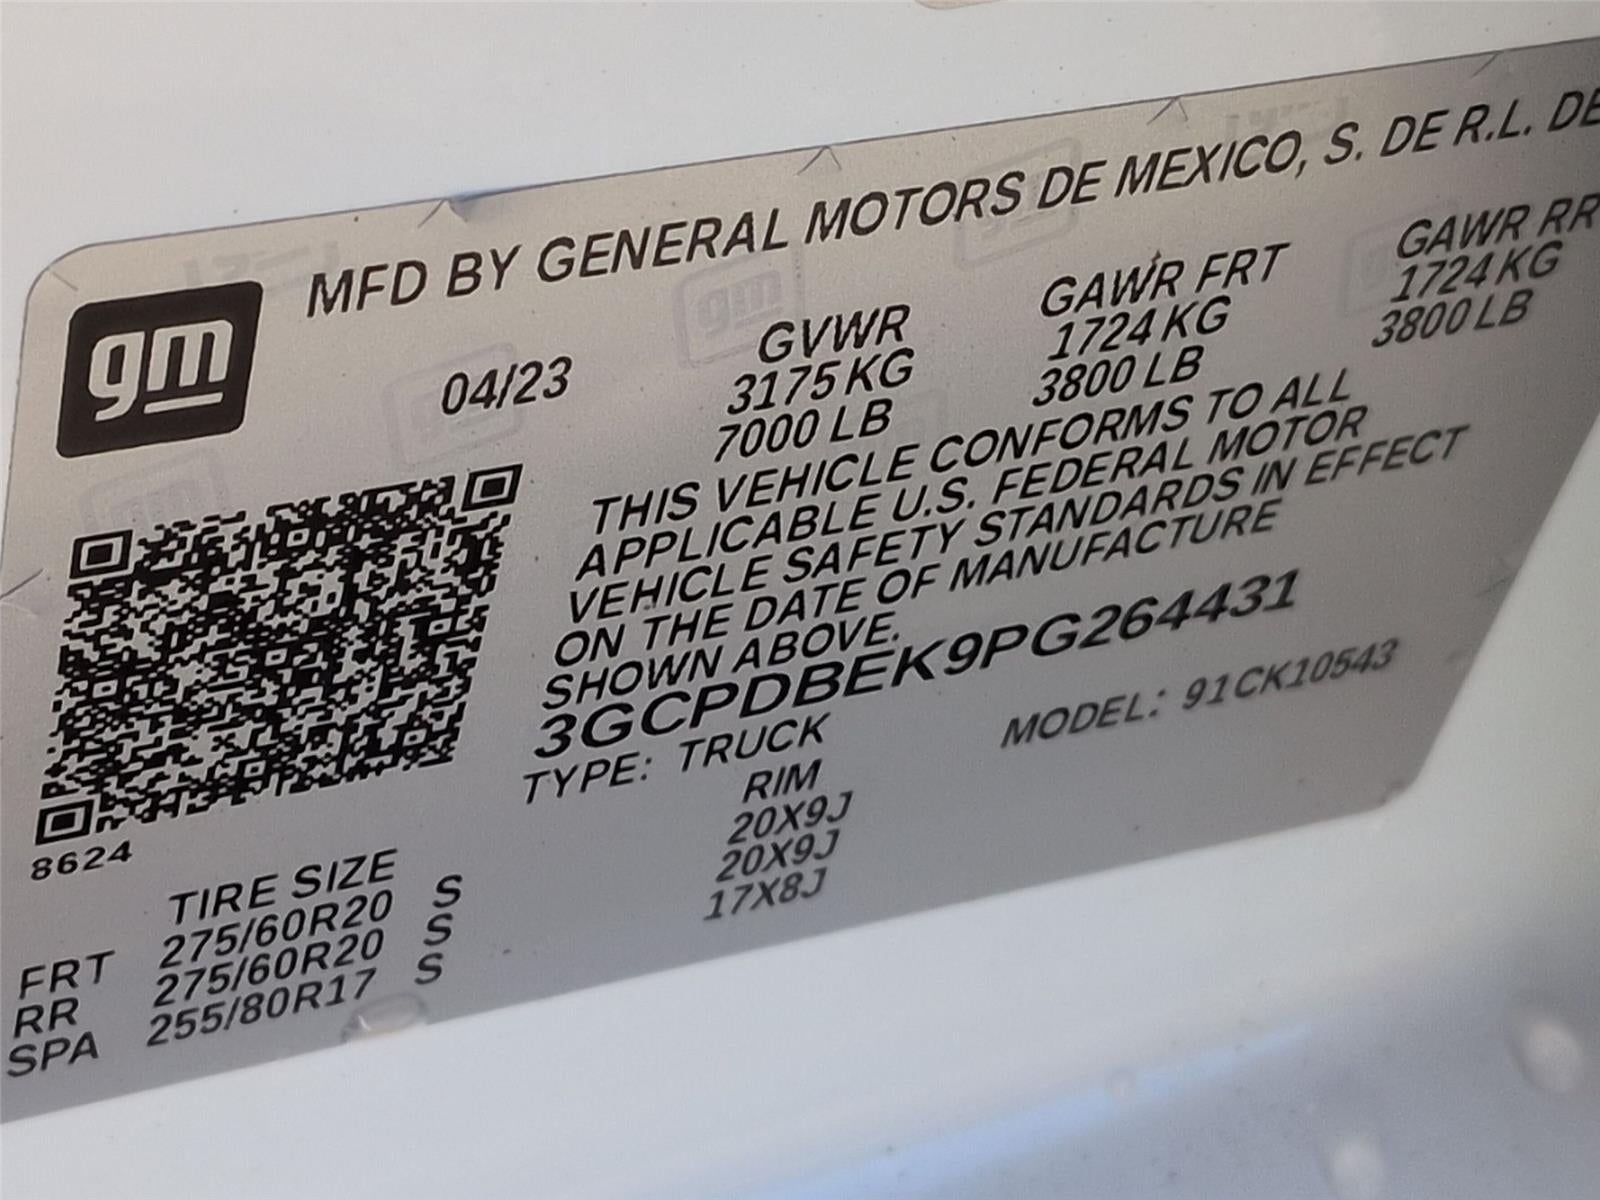 MFD BY GENERAL MOTORS DE MEXICO, S. DE R.L. DE
gm
04/23
GVWR GAWR FRT GAWR RR
3175 KG 1724 KG 1724 KG
7000 LB 3800 LB 3800 LB
THIS VEHICLE CONFORMS TO ALL
APPLICABLE U.S. FEDERAL MOTOR
VEHICLE SAFETY STANDARDS IN EFFECT
ON THE DATE OF MANUFACTURE
SHOWN ABOVE.
3GCPDBEK9PG264431
TYPE: TRUCK MODEL: 91CK10543
8624
TIRE SIZE RIM
FRT 275/60R20 S 20X9J
RR 275/60R20 S 20X9J
SPA 255/80R17 S 17X8J